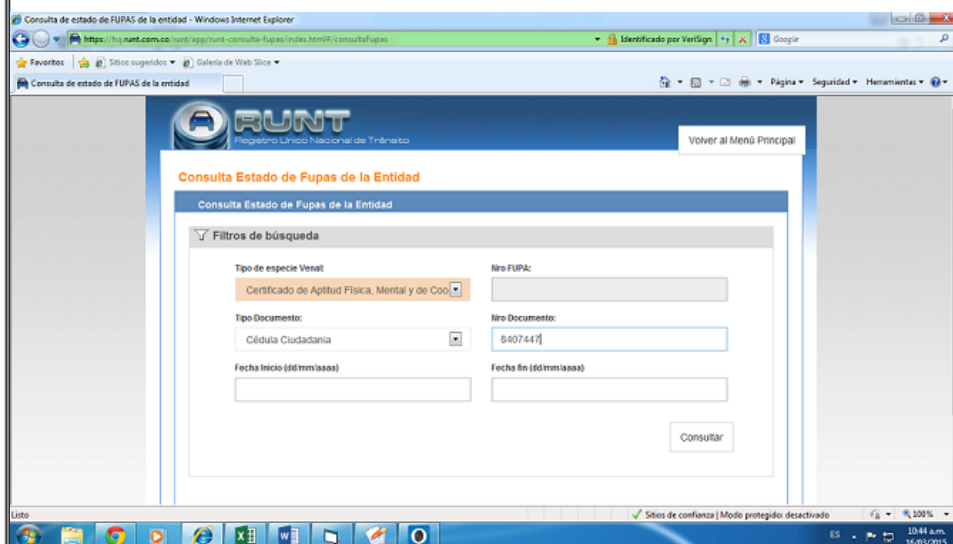 Consulta de estado de FUPAS de la entidad - Windows Internet Explorer
https://hq.runt.com.co/runt/app/runt-consulta-fupas/index.html#/consultaFupas
Identificado por VeriSign
Google
Favoritos
Sitios sugeridos
Galería de Web Slice
Consulta de estado de FUPAS de la entidad
Página
Seguridad
Herramientas
RUNT
Registro Único Nacional de Tránsito
Volver al Menú Principal
Consulta Estado de Fupas de la Entidad
Consulta Estado de Fupas de la Entidad
Filtros de búsqueda
Tipo de especie Venal:
Nro FUPA:
Certificado de Aptitud Física, Mental y de Coo
Tipo Documento:
Nro Documento:
Cédula Ciudadania
8407447
Fecha Inicio (dd/mm/aaaa)
Fecha fin (dd/mm/aaaa)
Consultar
Listo
Sitios de confianza | Modo protegido: desactivado
100%
ES
10:44 a.m.
16/03/2015